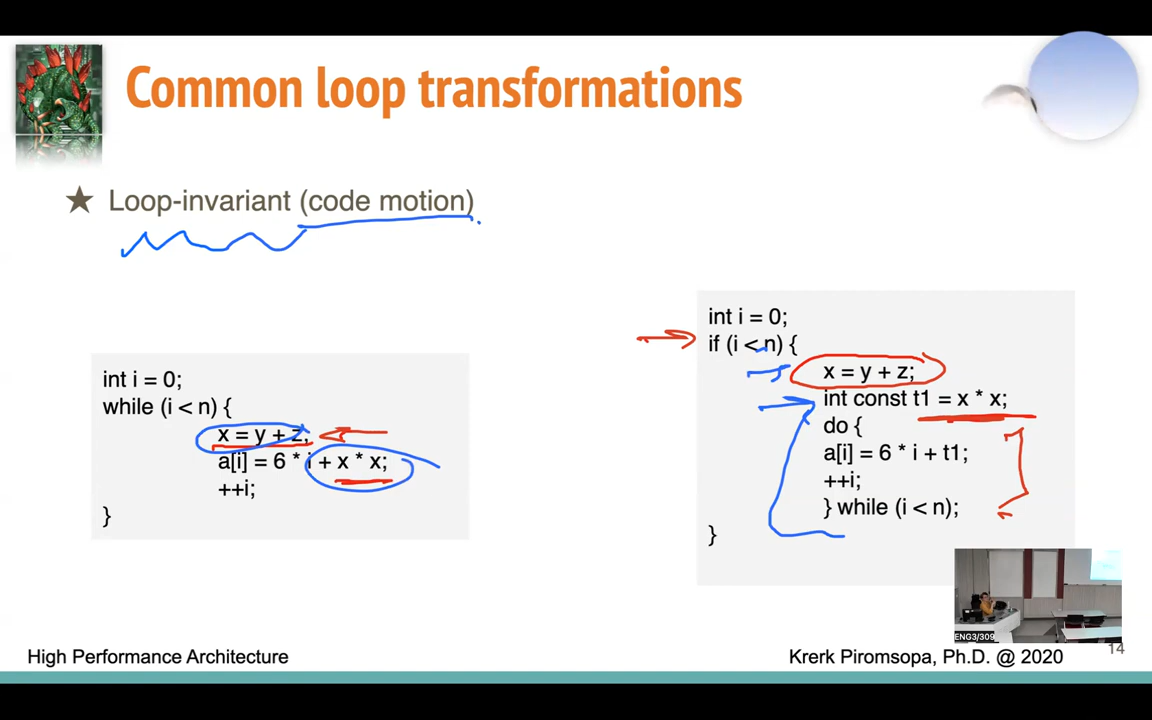 Common loop transformations
★ Loop-invariant (code motion)
int i = 0;
while (i < n) {
x = y + z;
a[i] = 6 * i + x * x;
++i;
}
int i = 0;
if (i < n) {
x = y + z;
int const t1 = x * x;
do {
a[i] = 6 * i + t1;
++i;
} while (i < n);
}
ENG3/309
High Performance Architecture
Krerk Piromsopa, Ph.D. @ 2020
14